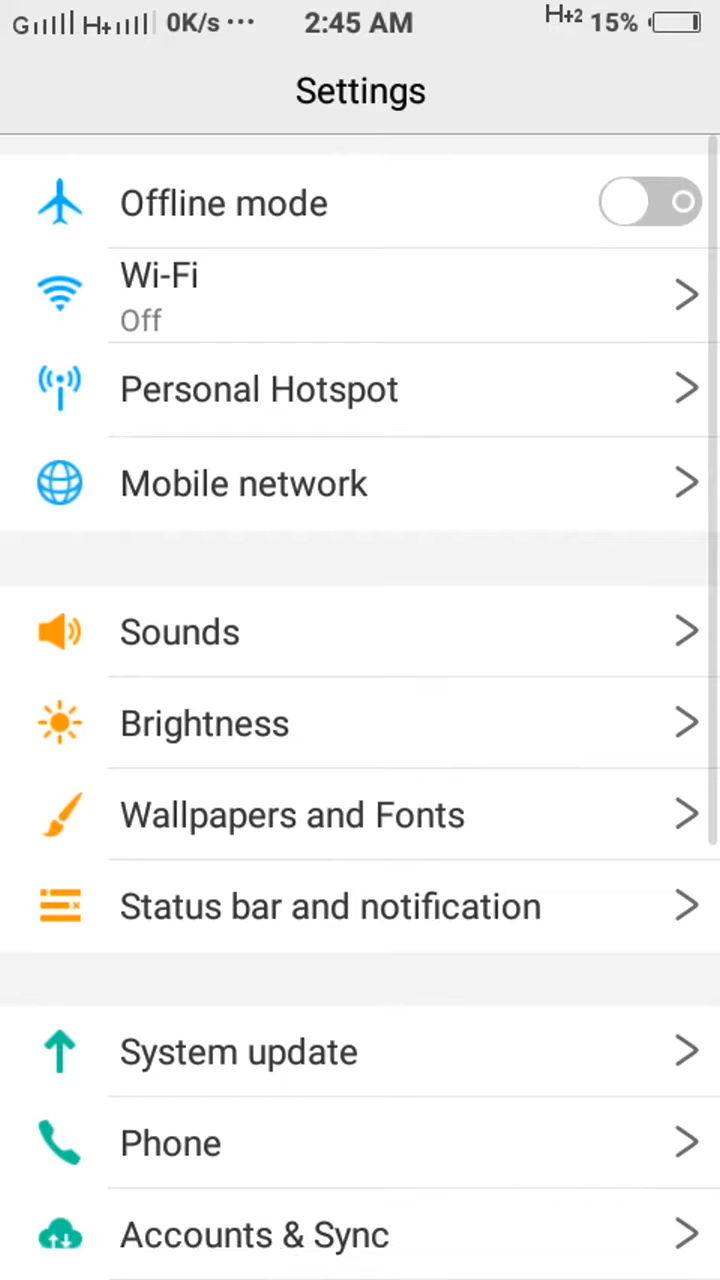 G H+ 0K/s ··· 2:45 AM H+2 15%
Settings
Offline mode
Wi-Fi
Off
Personal Hotspot
Mobile network
Sounds
Brightness
Wallpapers and Fonts
Status bar and notification
System update
Phone
Accounts & Sync